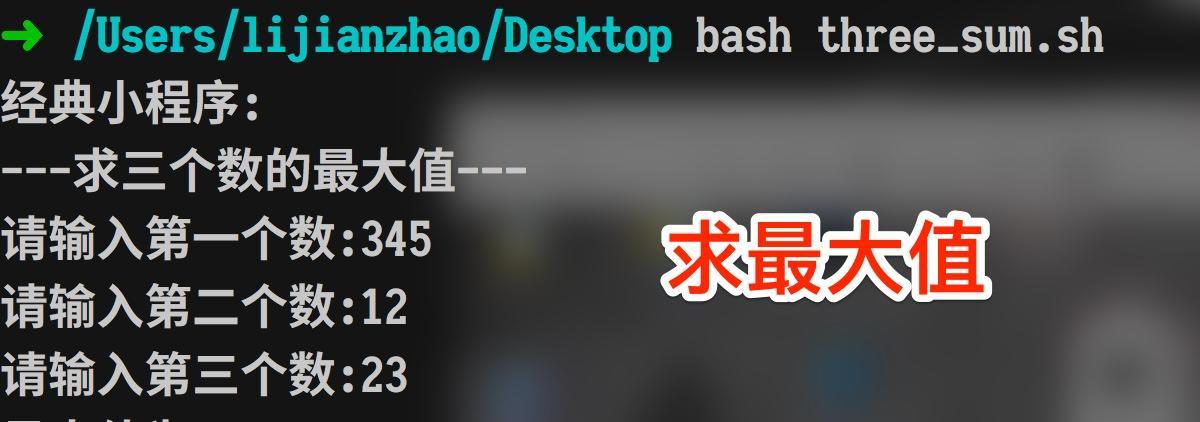 ➜ /Users/lijianzhao/Desktop bash three_sum.sh
经典小程序:
---求三个数的最大值---
请输入第一个数:345
求最大值
请输入第二个数:12
请输入第三个数:23